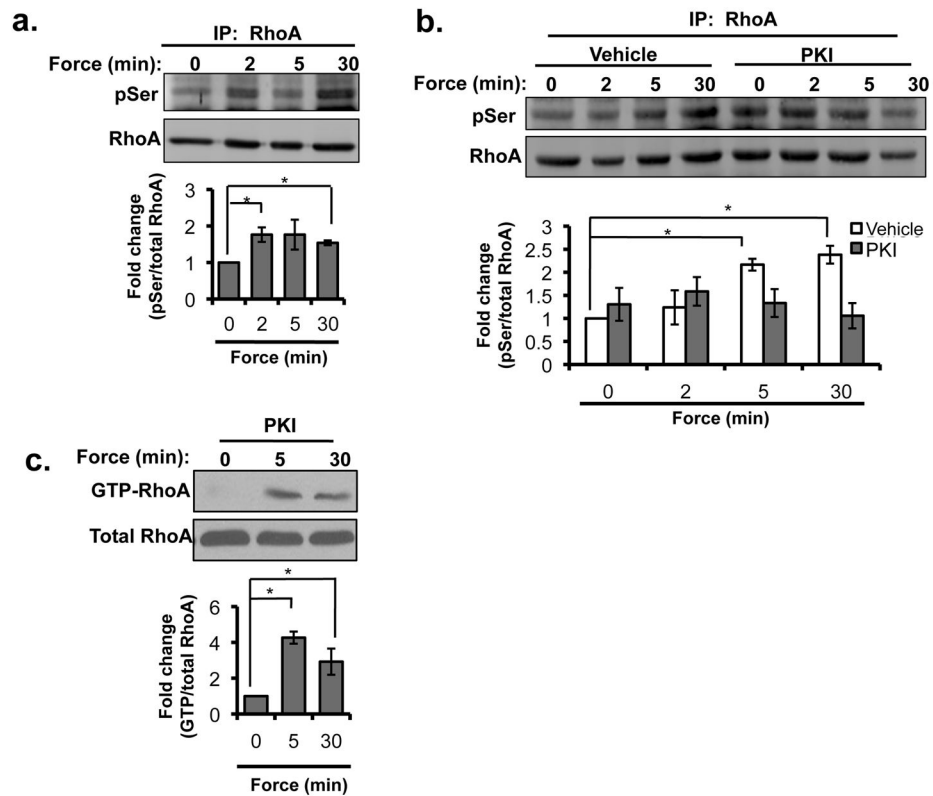 a.
IP: RhoA
Force (min): 0 2 5 30
pSer
RhoA
Fold change
(pSer/total RhoA)
3
2
1
0
*
*
0 2 5 30
Force (min)
b.
IP: RhoA
Vehicle PKI
Force (min): 0 2 5 30 0 2 5 30
pSer
RhoA
Fold change
(pSer/total RhoA)
3
2.5
2
1.5
1
0.5
0
*
*
Vehicle
PKI
0 2 5 30
Force (min)
c.
PKI
Force (min): 0 5 30
GTP-RhoA
Total RhoA
Fold change
(GTP/total RhoA)
6
4
2
0
*
*
0 5 30
Force (min)